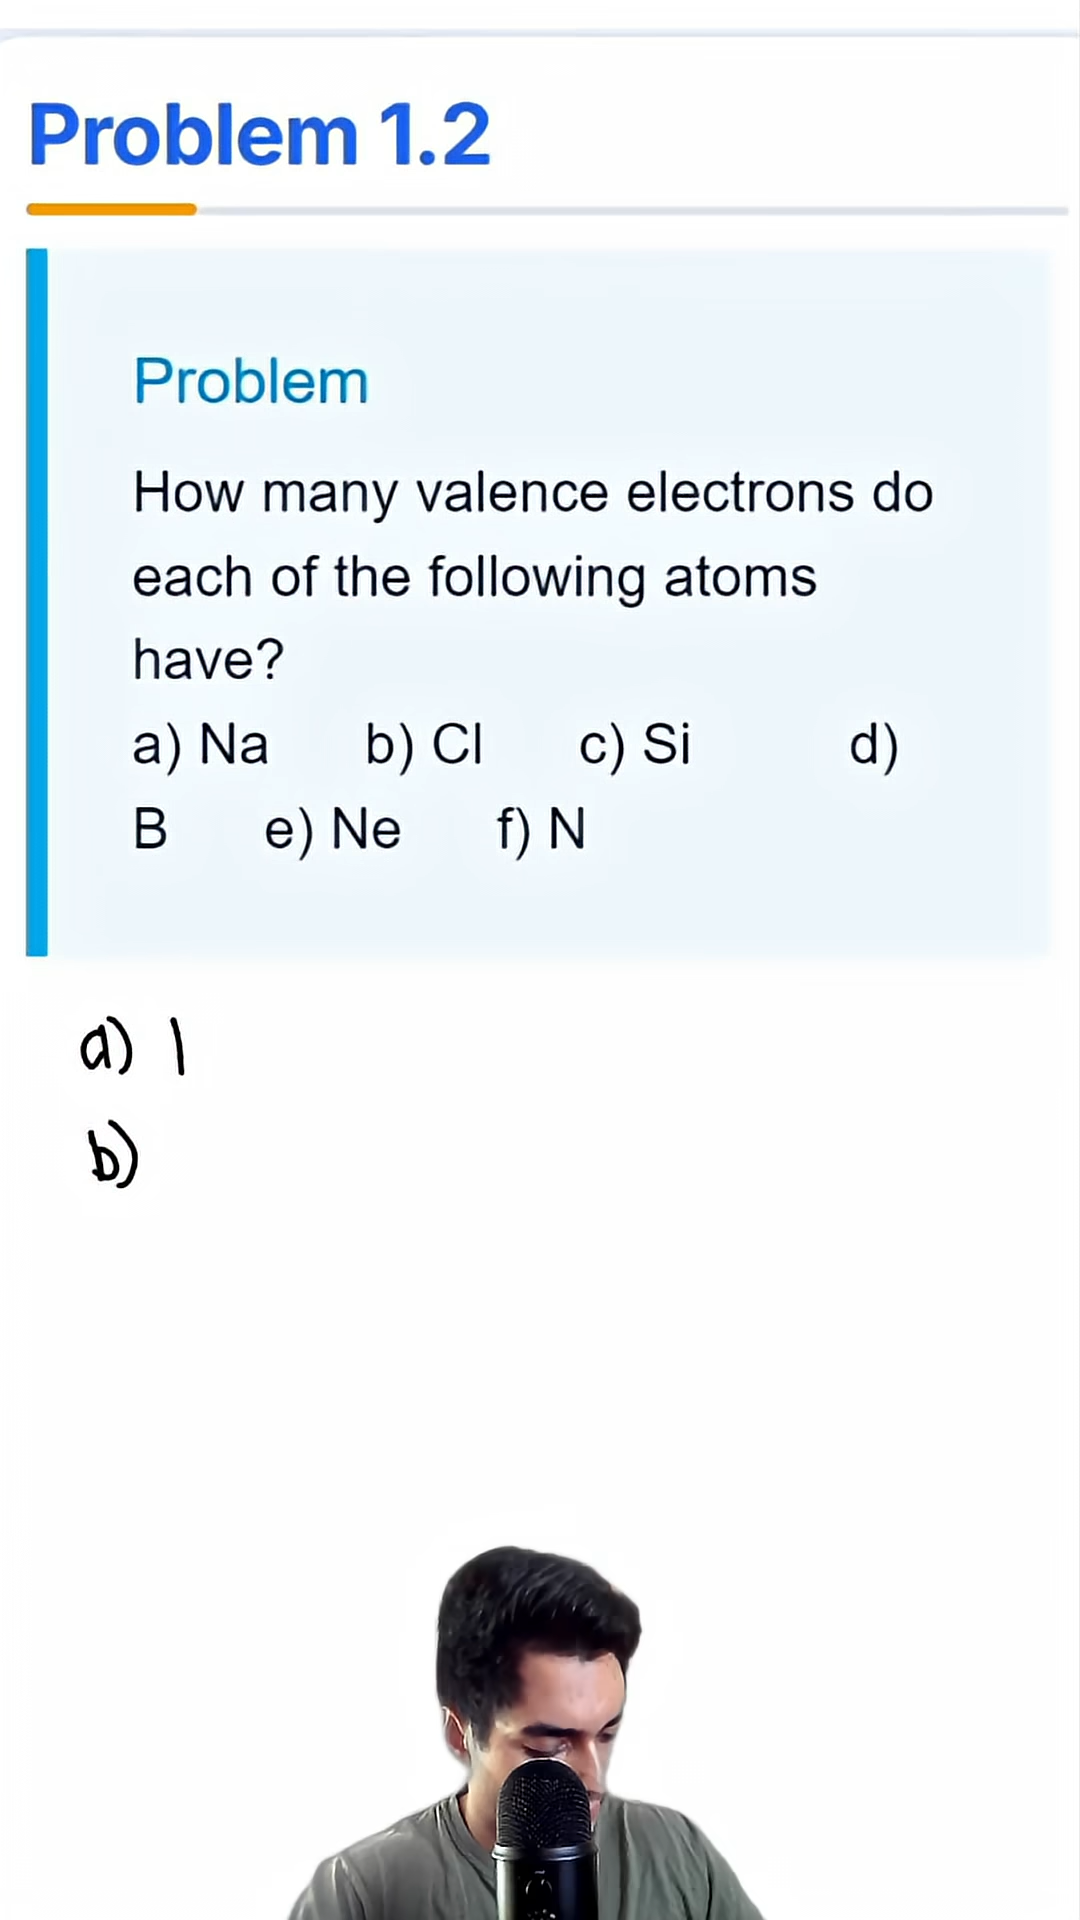 Problem 1.2
Problem
How many valence electrons do
each of the following atoms
have?
a) Na b) Cl c) Si d)
B e) Ne f) N
a) 1
b)